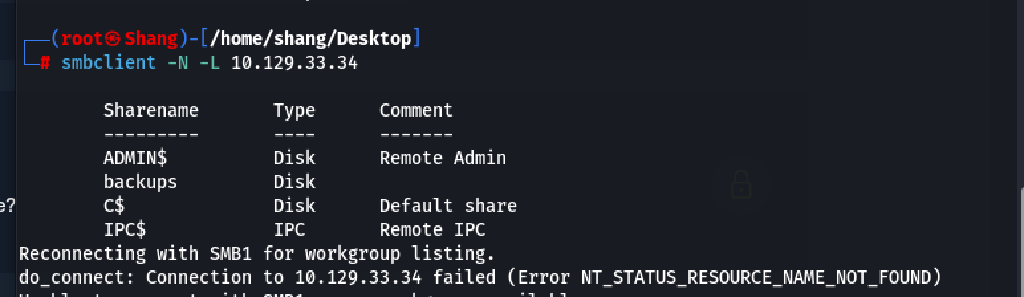 ┌──(root㉿Shang)-[/home/shang/Desktop]
└─# smbclient -N -L 10.129.33.34
Sharename Type Comment
--------- ---- -------
ADMIN$ Disk Remote Admin
backups Disk
C$ Disk Default share
e?
IPC$ IPC Remote IPC
Reconnecting with SMB1 for workgroup listing.
do_connect: Connection to 10.129.33.34 failed (Error NT_STATUS_RESOURCE_NAME_NOT_FOUND)